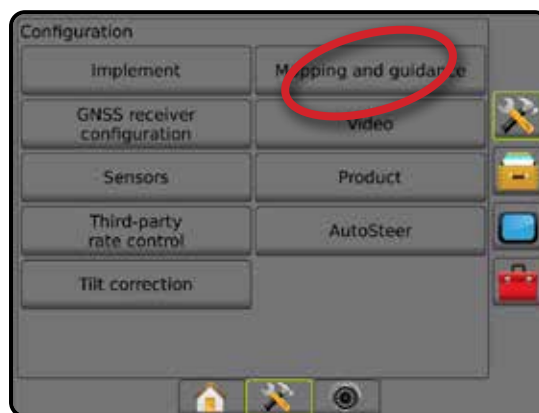 Configuration
Implement
Mapping and guidance
GNSS receiver
configuration
Video
Sensors
Product
Third-party
rate control
AutoSteer
Tilt correction